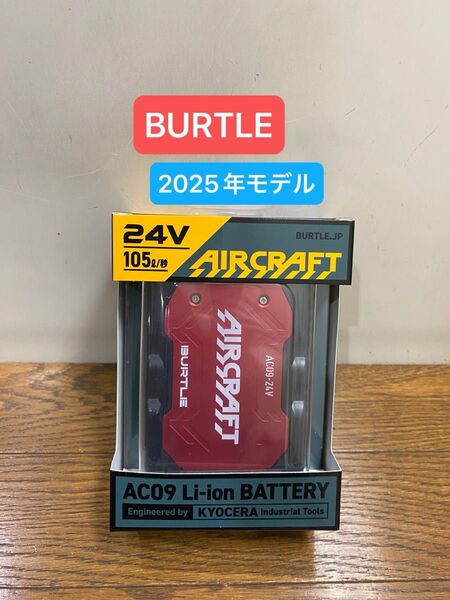 BURTLE
2025年モデル
24V
105ℓ/秒
AIRCRAFT
BURTLE.JP
AIRCRAFT
BURTLE
AC09-24V
AC09 Li-ion BATTERY
Engineered by KYOCERA Industrial Tools